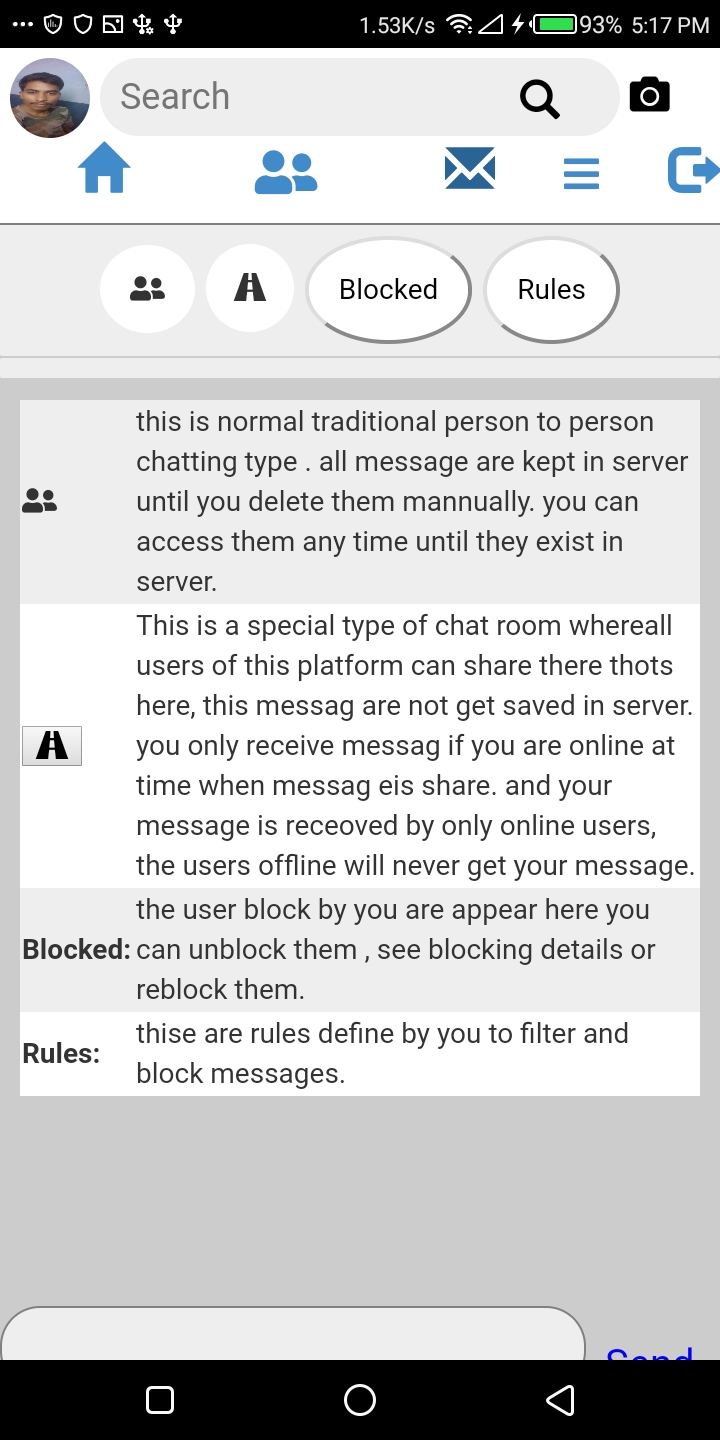 1.53K/s 93% 5:17 PM
Search
Blocked Rules
this is normal traditional person to person
chatting type . all message are kept in server
until you delete them mannually. you can
access them any time until they exist in
server.
This is a special type of chat room whereall
users of this platform can share there thots
here, this messag are not get saved in server.
you only receive messag if you are online at
time when messag eis share. and your
message is receoved by only online users,
the users offline will never get your message.
the user block by you are appear here you
Blocked: can unblock them , see blocking details or
reblock them.
Rules: thise are rules define by you to filter and
block messages.
Send